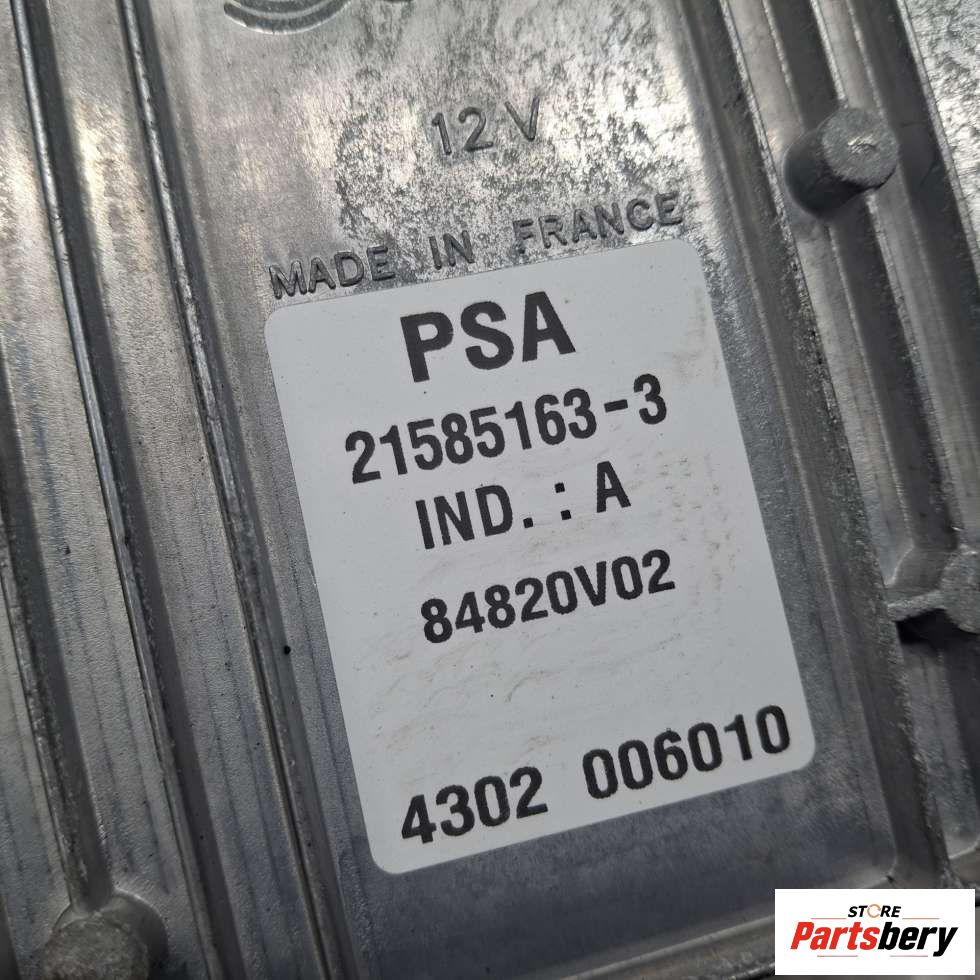 12V
MADE IN FRANCE
PSA
21585163-3
IND. : A
84820V02
4302 006010
STORE
Partsbery